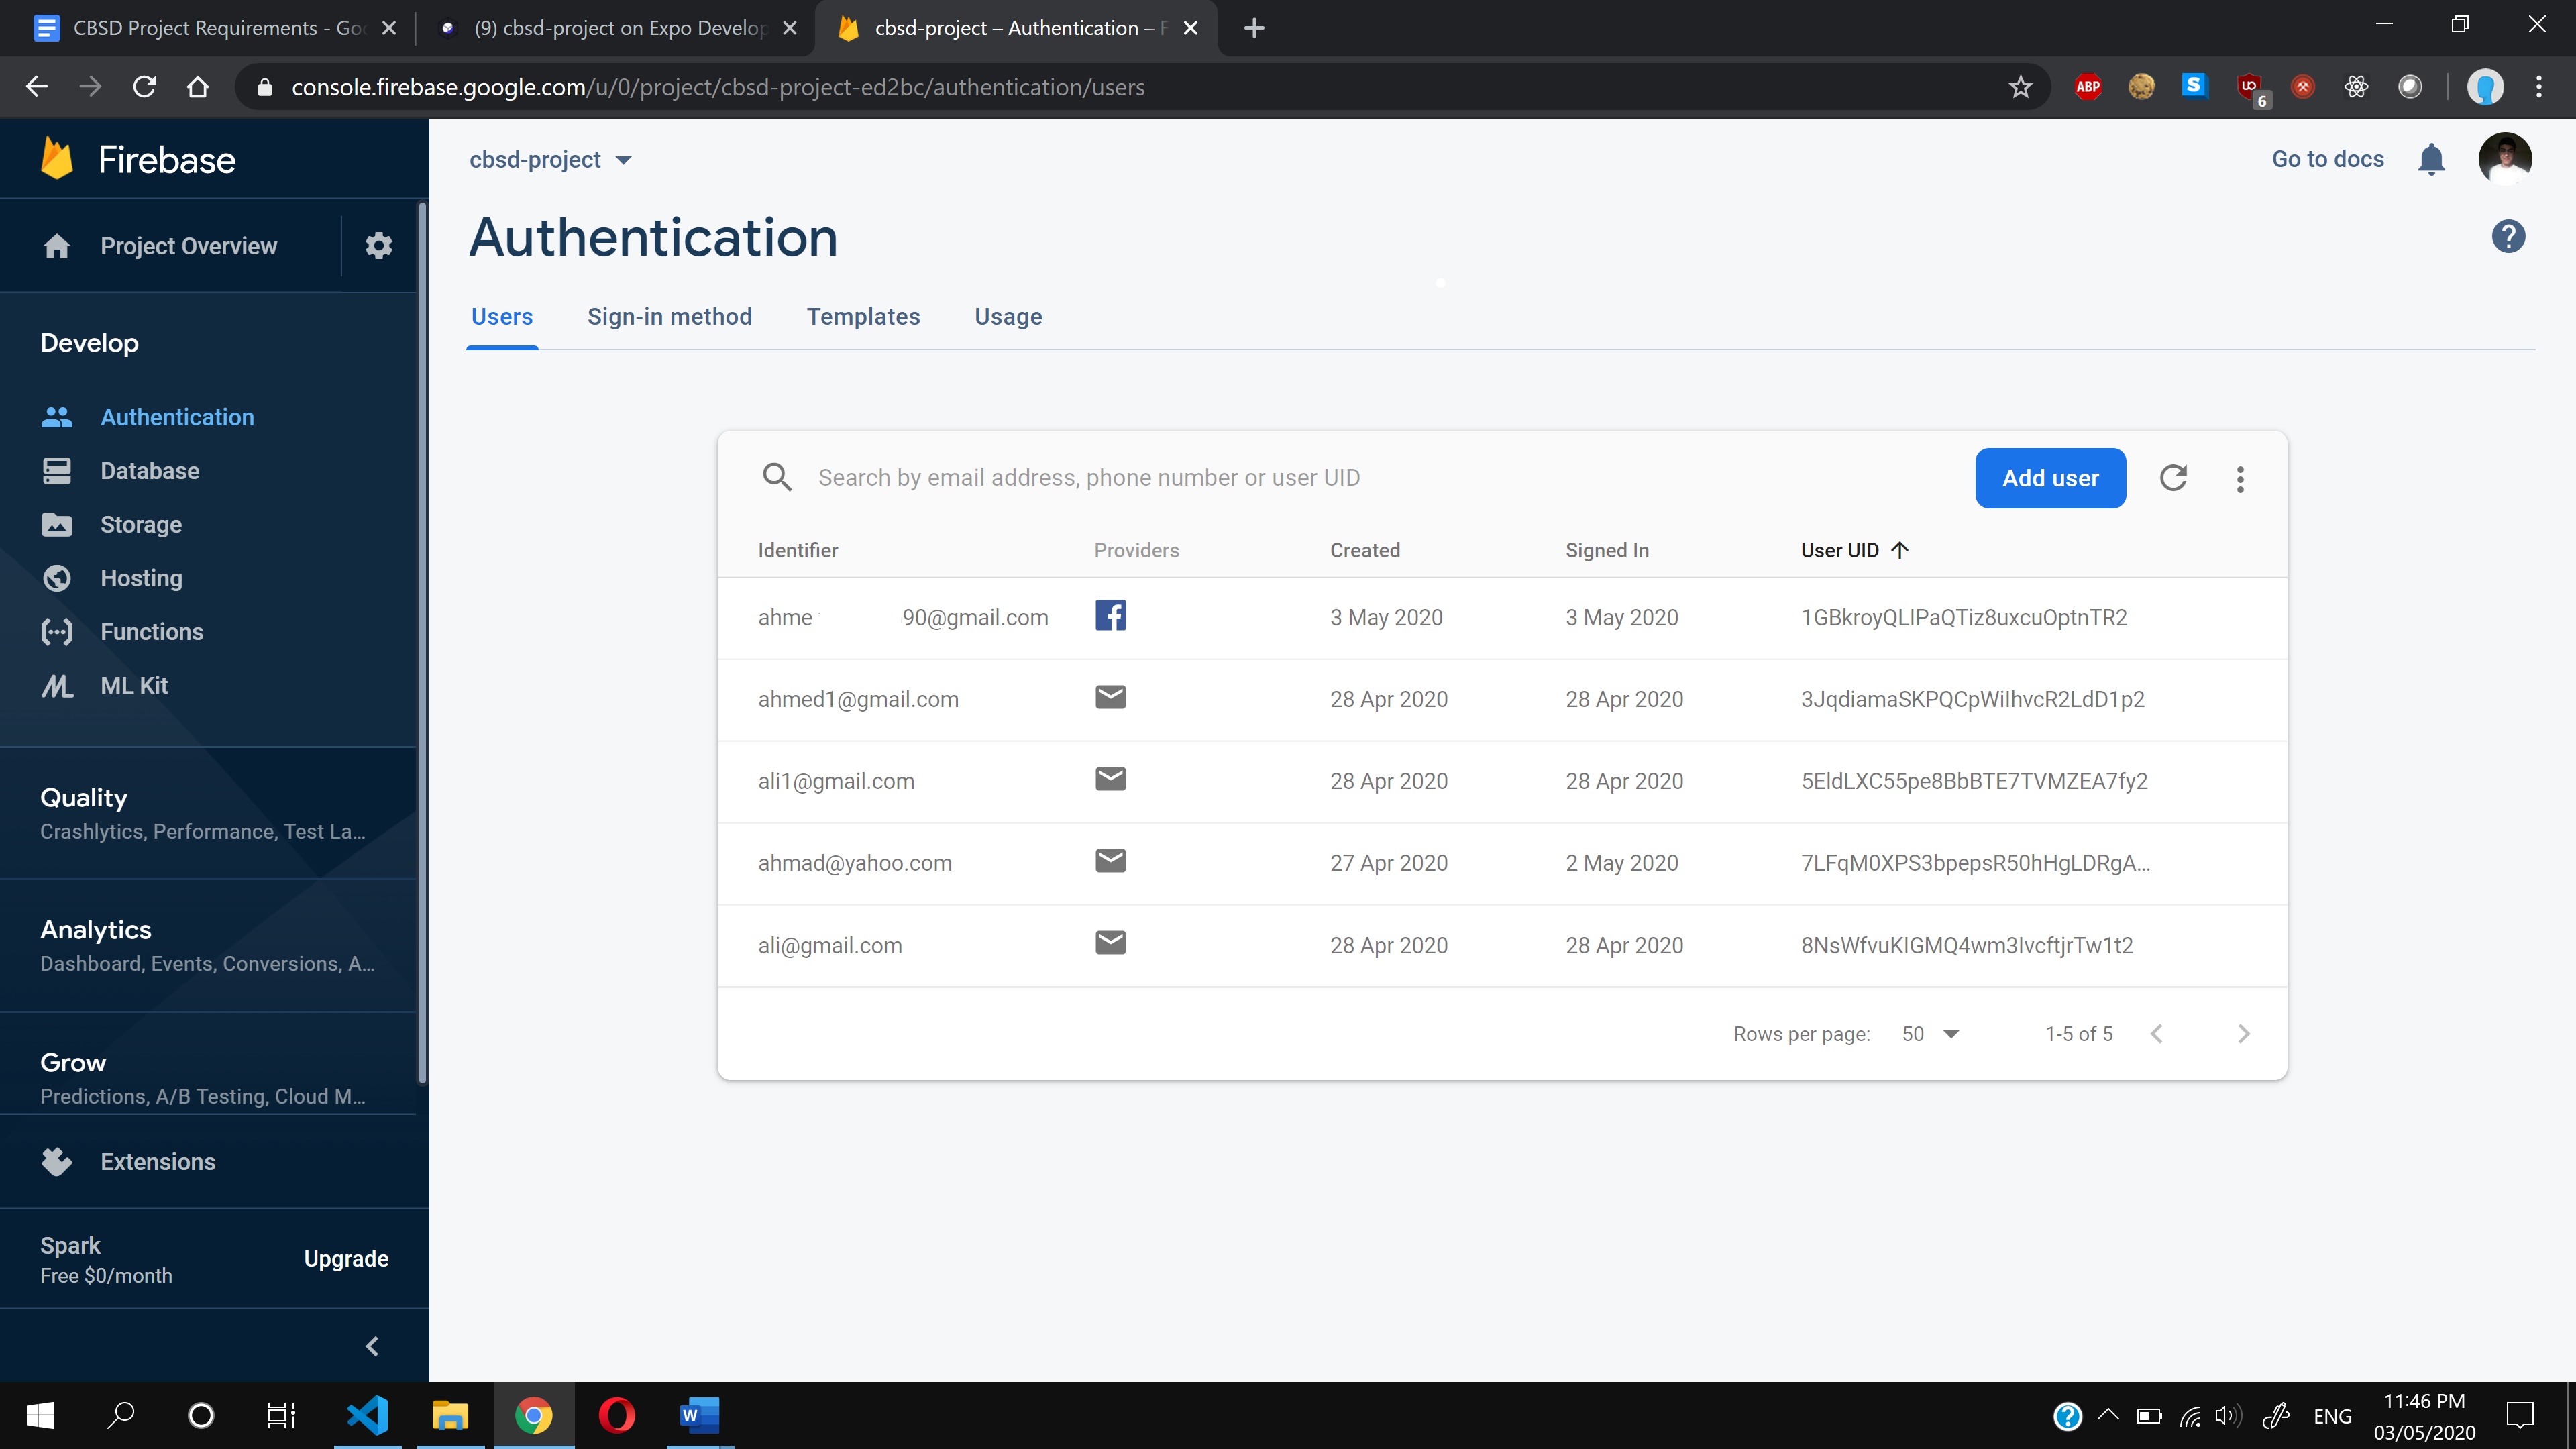 CBSD Project Requirements - Goo
(9) cbsd-project on Expo Develop
cbsd-project – Authentication – F
console.firebase.google.com/u/0/project/cbsd-project-ed2bc/authentication/users
ABP
S
6
Firebase
Project Overview
Develop
Authentication
Database
Storage
Hosting
Functions
ML Kit
Quality
Crashlytics, Performance, Test La...
Analytics
Dashboard, Events, Conversions, A...
Grow
Predictions, A/B Testing, Cloud M...
Extensions
Spark
Free $0/month
Upgrade
cbsd-project
Go to docs
Authentication
Users Sign-in method Templates Usage
Search by email address, phone number or user UID
Add user
Identifier Providers Created Signed In User UID
ahme 90@gmail.com 3 May 2020 3 May 2020 1GBkroyQLIPaQTiz8uxcuOptnTR2
ahmed1@gmail.com 28 Apr 2020 28 Apr 2020 3JqdiamaSKPQCpWiIhvcR2LdD1p2
ali1@gmail.com 28 Apr 2020 28 Apr 2020 5EldLXC55pe8BbBTE7TVMZEA7fy2
ahmad@yahoo.com 27 Apr 2020 2 May 2020 7LFqM0XPS3bpepsR50hHgLDRgA...
ali@gmail.com 28 Apr 2020 28 Apr 2020 8NsWfvuKIGMQ4wm3IvcftjrTw1t2
Rows per page: 50 1-5 of 5
W
ENG
11:46 PM
03/05/2020